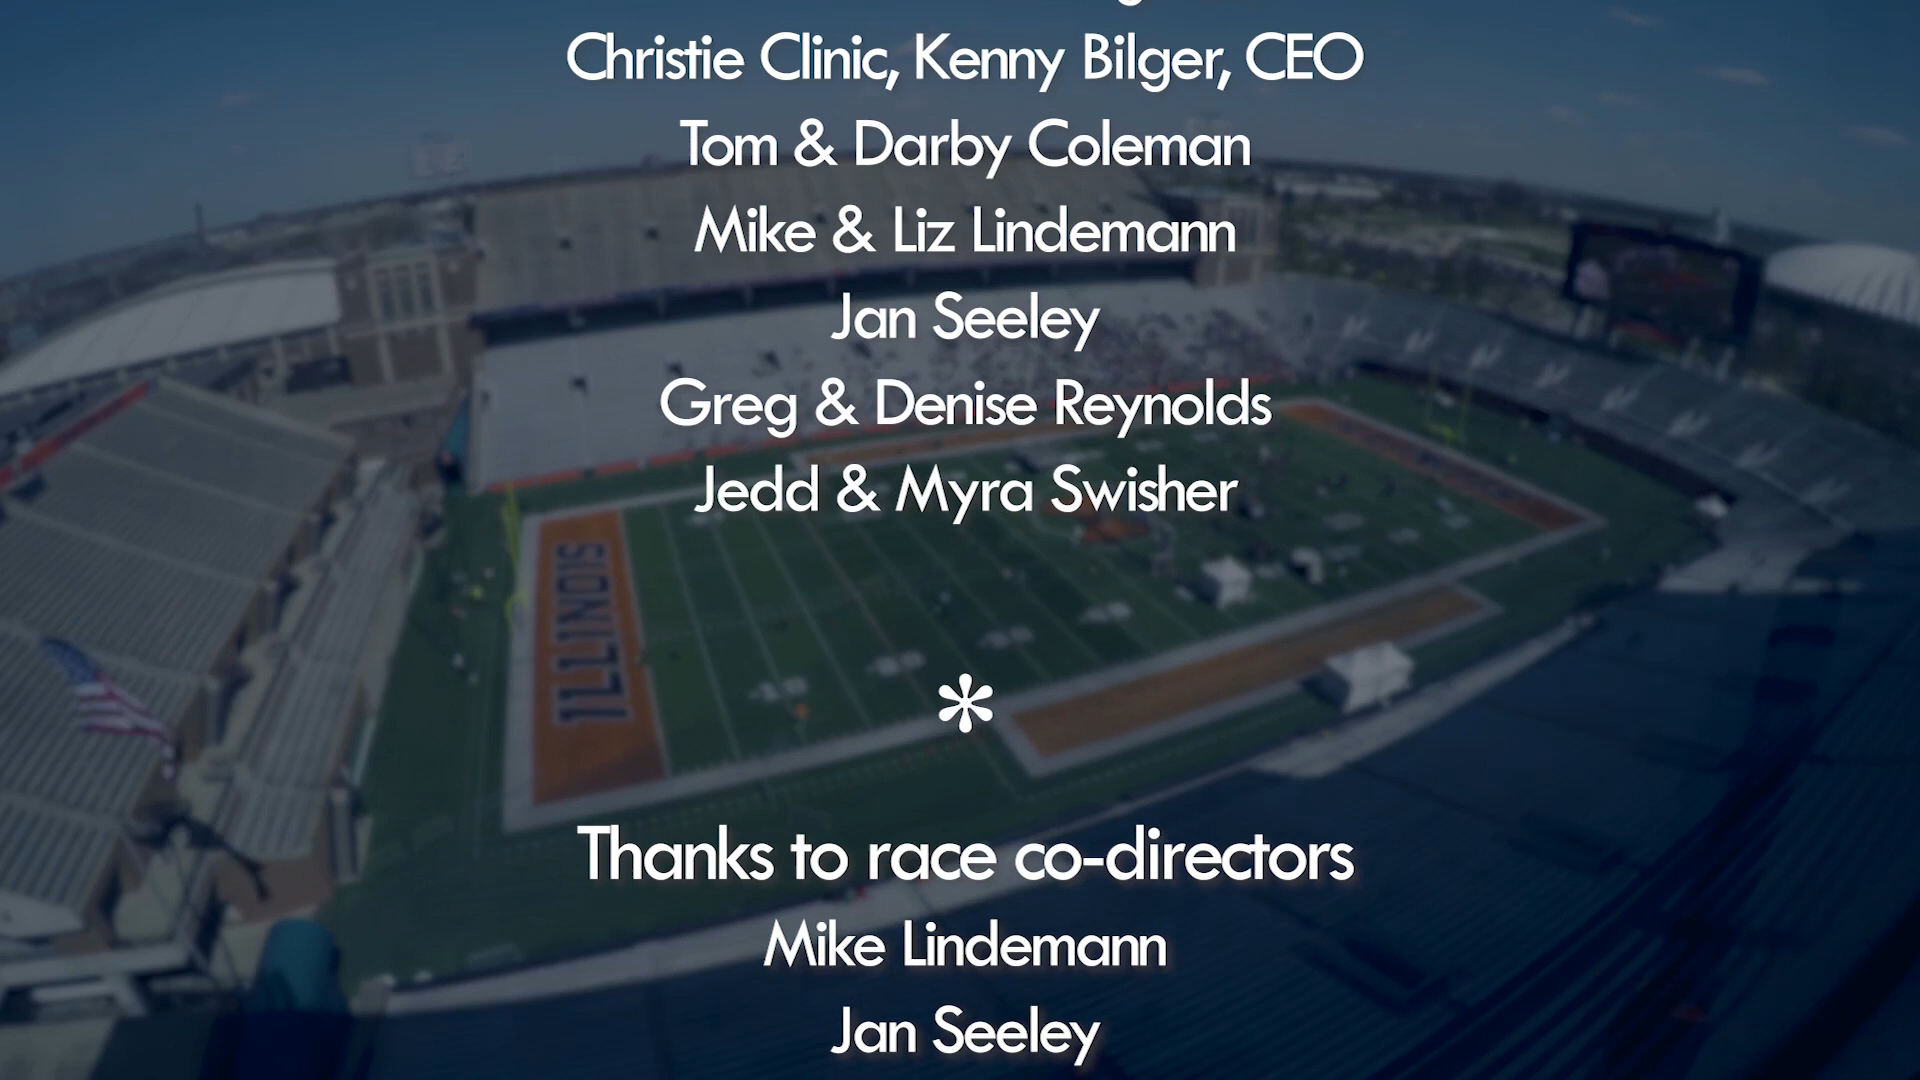 Christie Clinic, Kenny Bilger, CEO
Tom & Darby Coleman
Mike & Liz Lindemann
Jan Seeley
Greg & Denise Reynolds
Jedd & Myra Swisher
ILLINOIS
*
Thanks to race co-directors
Mike Lindemann
Jan Seeley